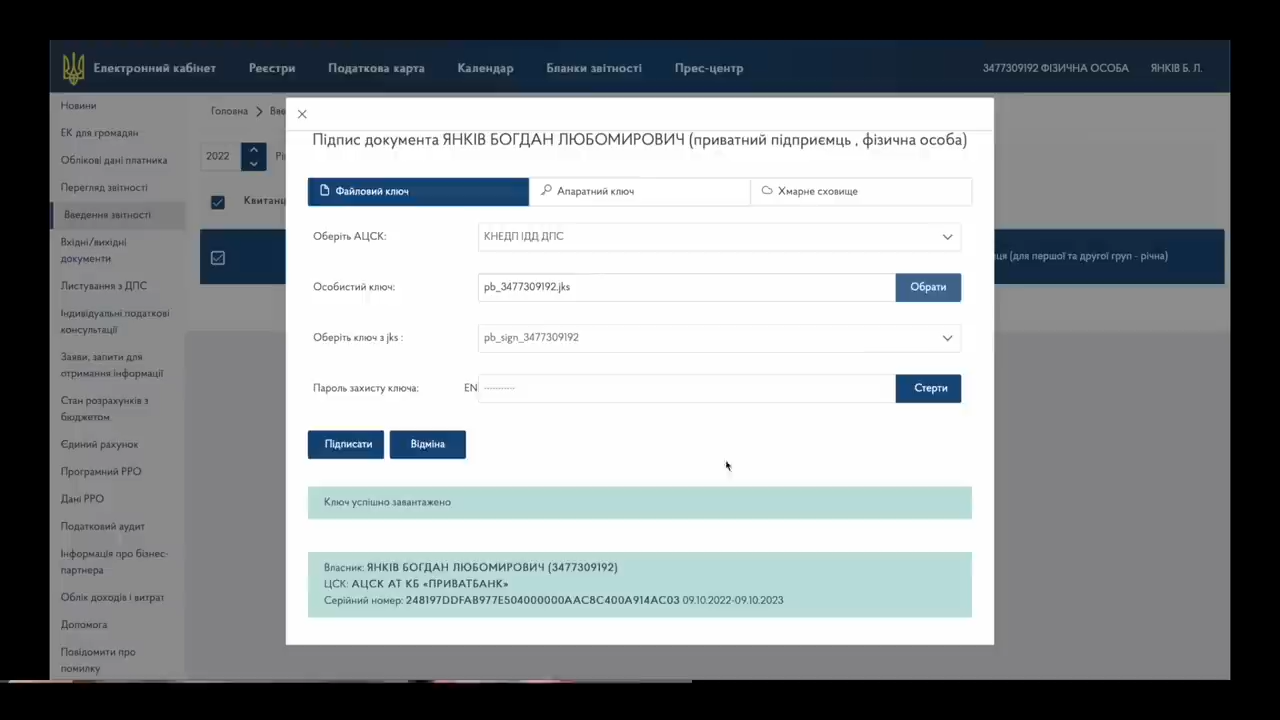 Електронний кабінет Реєстри Податкова карта Календар Бланки звітності Прес-центр 3477309192 ФІЗИЧНА ОСОБА ЯНКІВ Б. Л.
Новини
ЕК для громадян
Облікові дані платника
Перегляд звітності
Введення звітності
Вхідні/вихідні
документи
Листування з ДПС
Індивідуальні податкові
консультації
Заяви, запити для
отримання інформації
Стан розрахунків з
бюджетом
Єдиний рахунок
Програмний РРО
Дані РРО
Податковий аудит
Інформація про бізнес-
партнера
Облік доходів і витрат
Допомога
Повідомити про
помилку
Головна > Вве
2022
Рі
Квитанц
ця (для першої та другої груп - річна)
Підпис документа ЯНКІВ БОГДАН ЛЮБОМИРОВИЧ (приватний підприємць , фізична особа)
Файловий ключ Апаратний ключ Хмарне сховище
Оберіть АЦСК: КНЕДП ІДД ДПС
Особистий ключ: pb_3477309192.jks Обрати
Оберіть ключ з jks : pb_sign_3477309192
Пароль захисту ключа: EN Стерти
Підписати Відміна
Ключ успішно завантажено
Власник: ЯНКІВ БОГДАН ЛЮБОМИРОВИЧ (3477309192)
ЦСК: АЦСК АТ КБ «ПРИВАТБАНК»
Серійний номер: 248197DDFAB977E504000000AAC8C400A914AC03 09.10.2022-09.10.2023